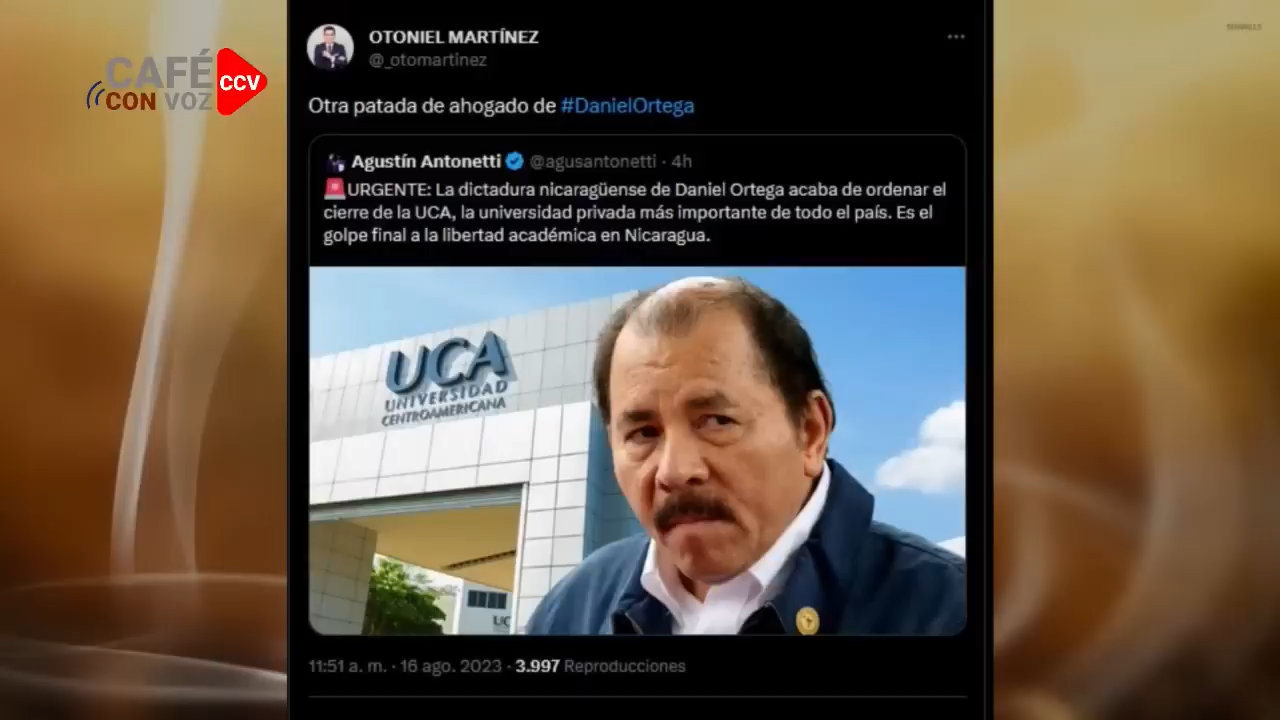 CAFÉ
CON VOZ
CCV
OTONIEL MARTÍNEZ
@_otomartinez
Otra patada de ahogado de #DanielOrtega
Agustín Antonetti @agusantonetti · 4h
URGENTE: La dictadura nicaragüense de Daniel Ortega acaba de ordenar el
cierre de la UCA, la universidad privada más importante de todo el país. Es el
golpe final a la libertad académica en Nicaragua.
UCA
UNIVERSIDAD
CENTROAMERICANA
UC
11:51 a. m. · 16 ago. 2023 · 3.997 Reproducciones